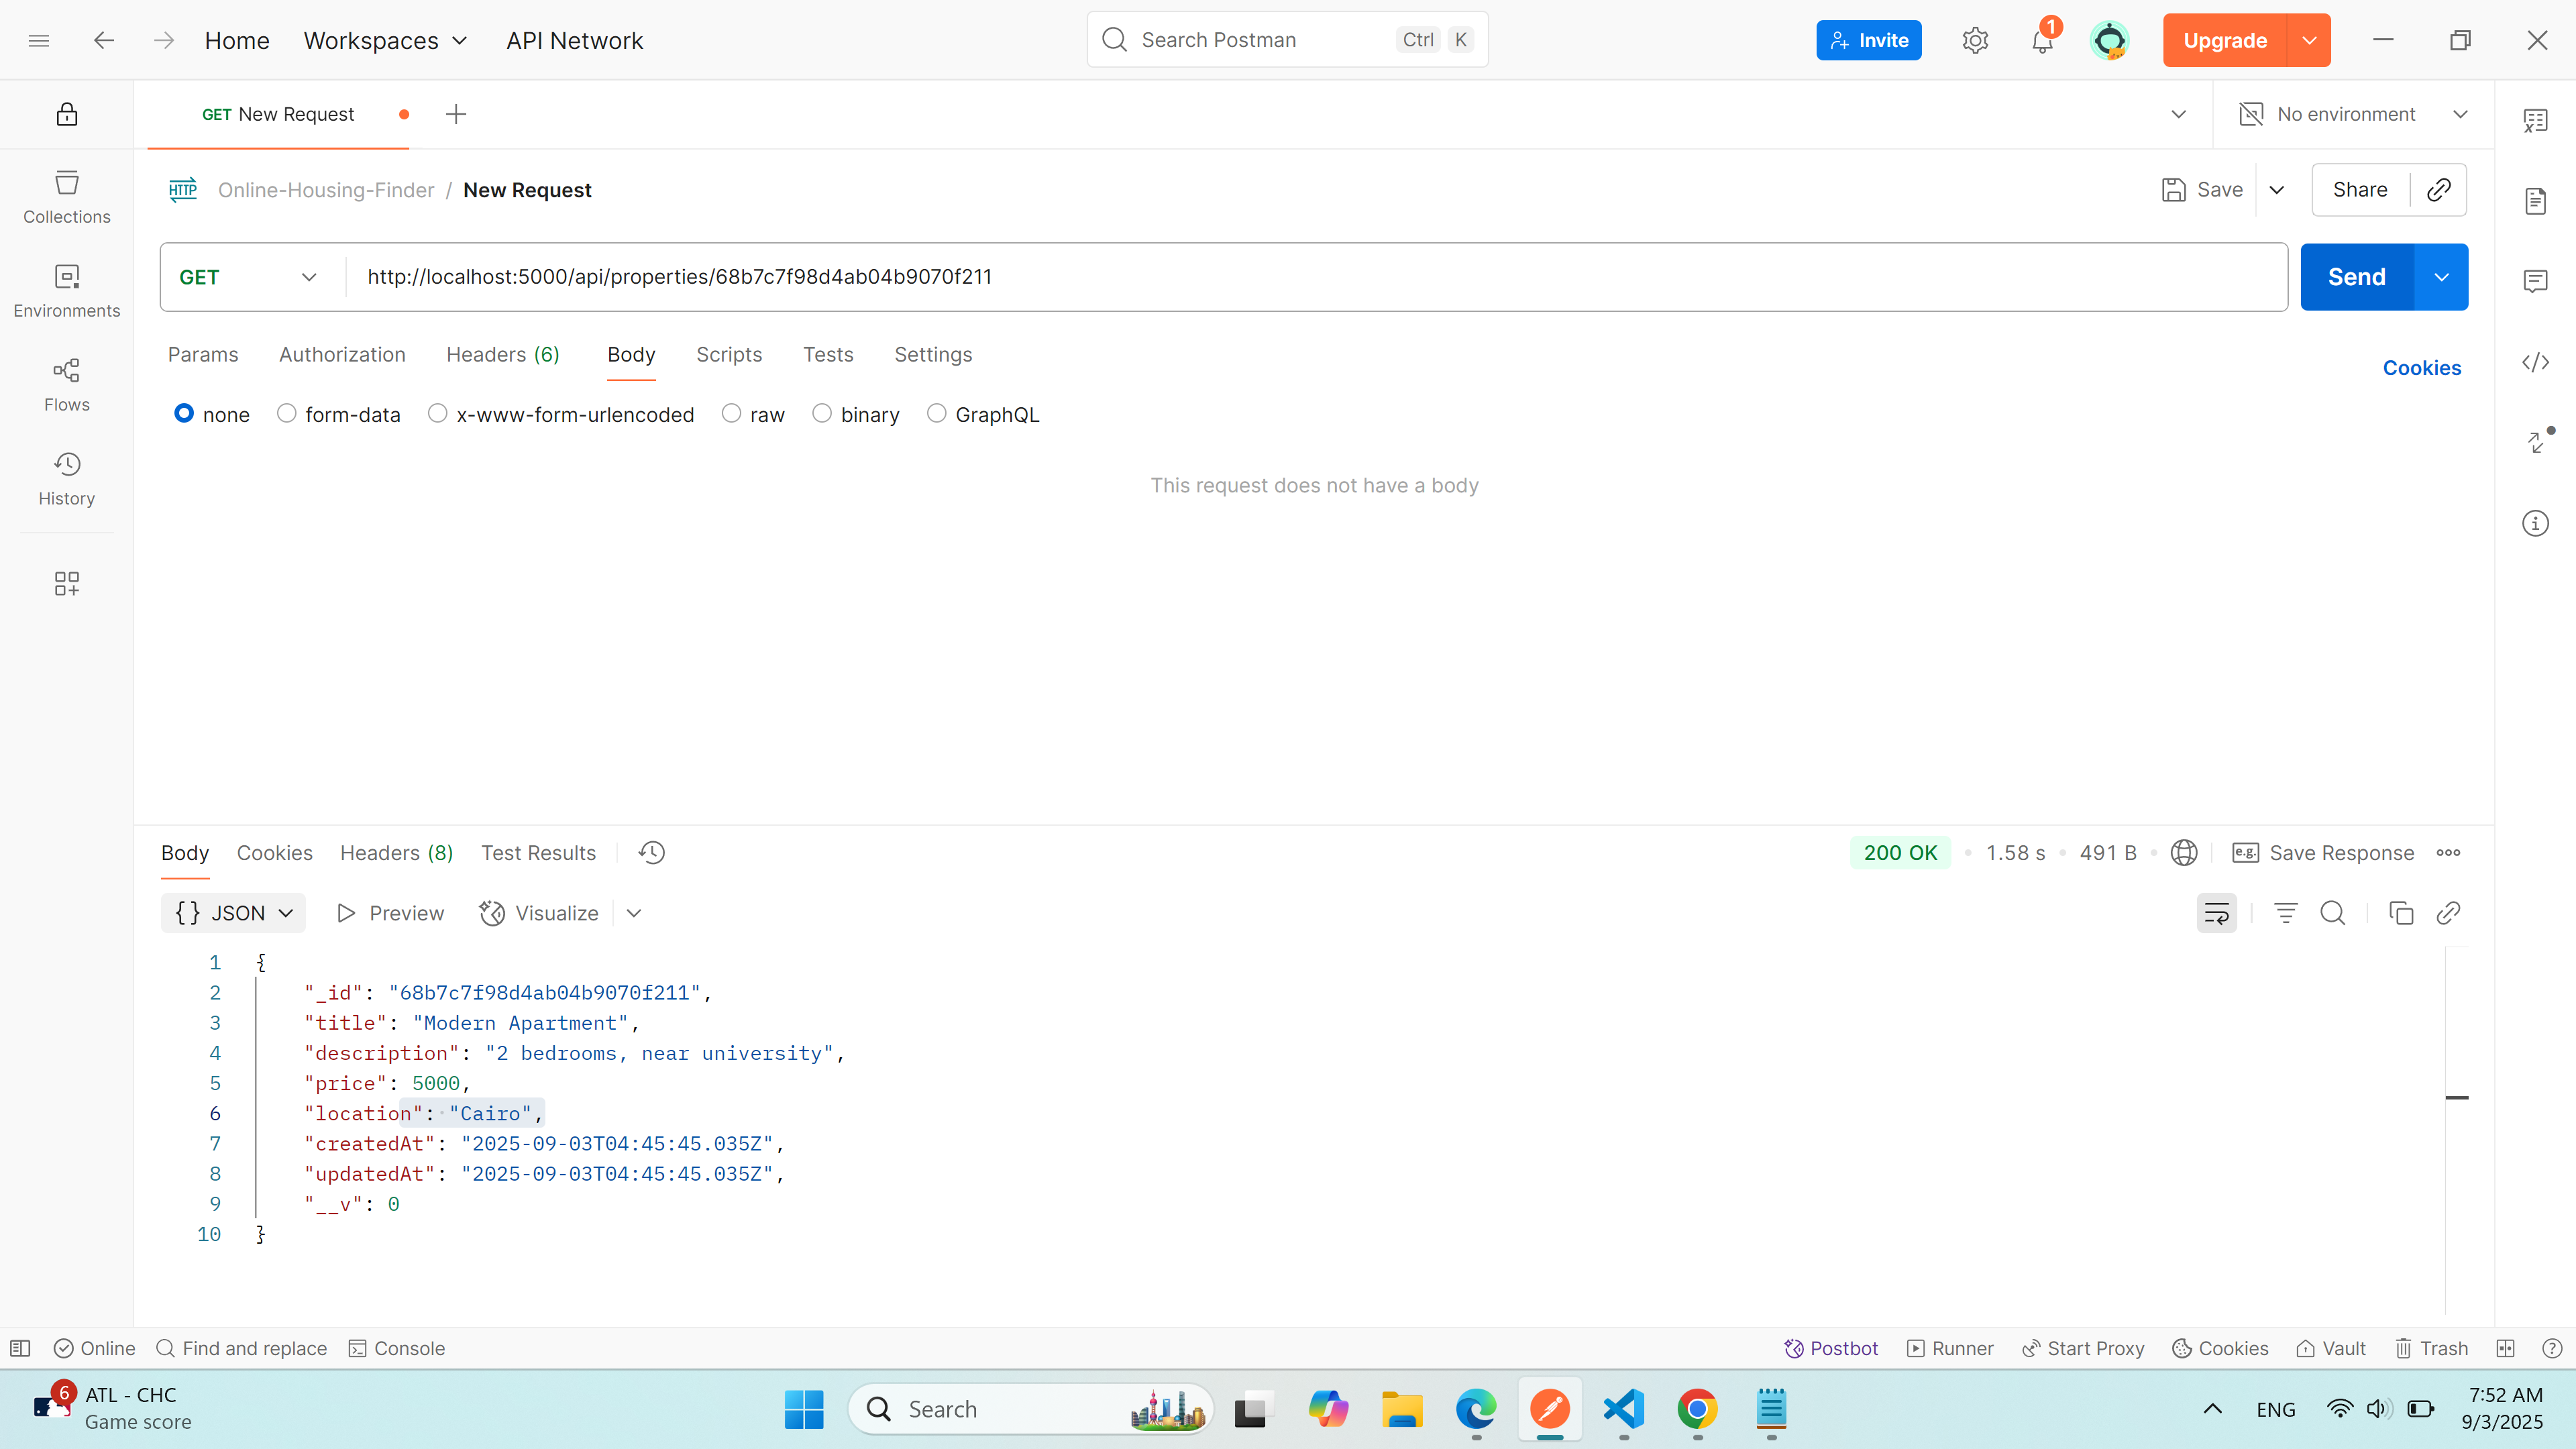 Home Workspaces API Network Search Postman Ctrl K Invite 1 Upgrade
GET New Request No environment
HTTP Online-Housing-Finder / New Request Save Share
GET http://localhost:5000/api/properties/68b7c7f98d4ab04b9070f211 Send
Collections
Environments
Flows
History
Params Authorization Headers (6) Body Scripts Tests Settings Cookies
none form-data x-www-form-urlencoded raw binary GraphQL
This request does not have a body
Body Cookies Headers (8) Test Results 200 OK 1.58 s 491 B e.g. Save Response
{} JSON Preview Visualize
1 {
2 "_id": "68b7c7f98d4ab04b9070f211",
3 "title": "Modern Apartment",
4 "description": "2 bedrooms, near university",
5 "price": 5000,
6 "location": "Cairo",
7 "createdAt": "2025-09-03T04:45:45.035Z",
8 "updatedAt": "2025-09-03T04:45:45.035Z",
9 "__v": 0
10 }
Online Find and replace Console Postbot Runner Start Proxy Cookies Vault Trash
6 ATL - CHC
Game score
Search
ENG
7:52 AM
9/3/2025